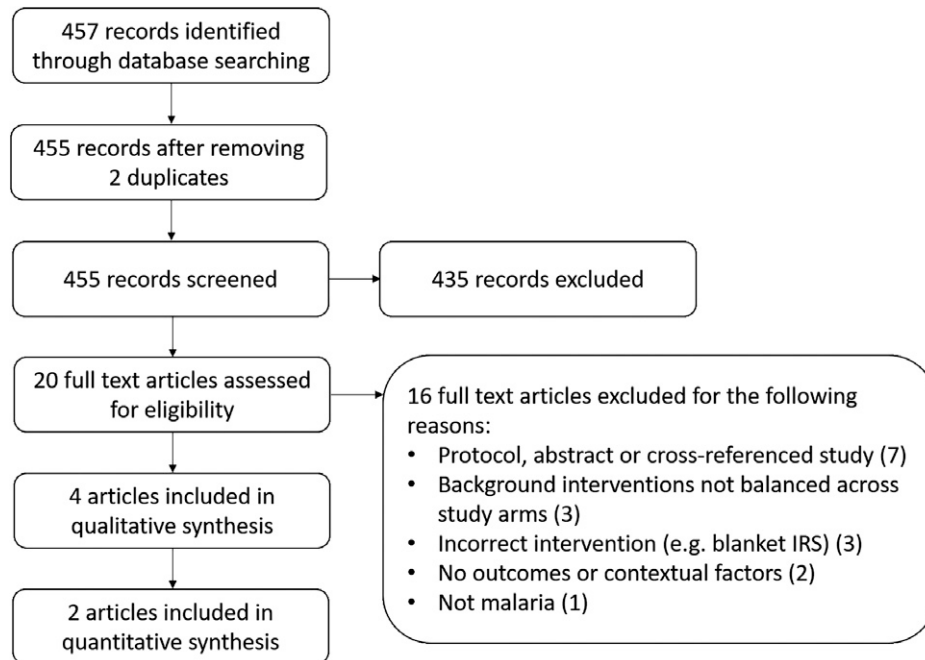 457 records identified
through database searching
455 records after removing
2 duplicates
455 records screened
435 records excluded
20 full text articles assessed
for eligibility
16 full text articles excluded for the following
reasons:
• Protocol, abstract or cross-referenced study (7)
• Background interventions not balanced across
study arms (3)
• Incorrect intervention (e.g. blanket IRS) (3)
• No outcomes or contextual factors (2)
• Not malaria (1)
4 articles included in
qualitative synthesis
2 articles included in
quantitative synthesis